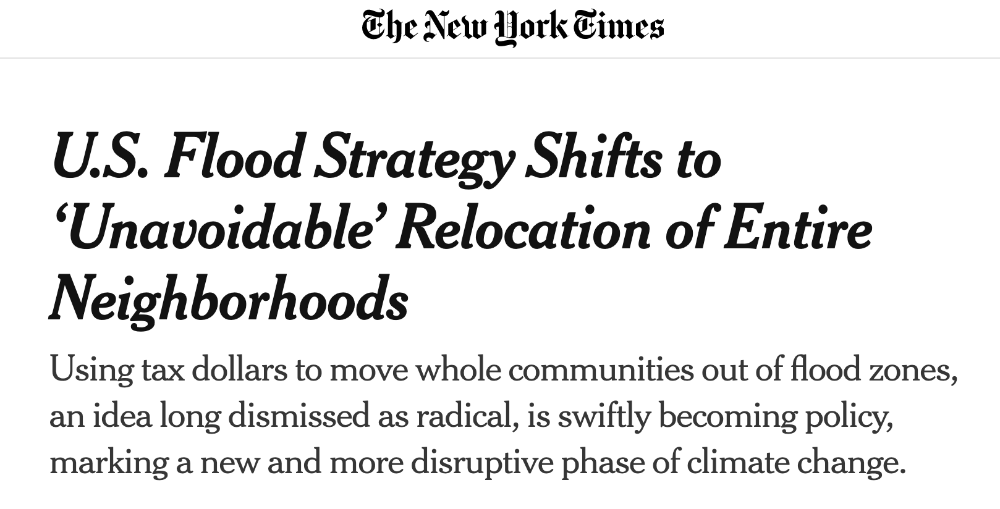 The New York Times
U.S. Flood Strategy Shifts to
‘Unavoidable’ Relocation of Entire
Neighborhoods
Using tax dollars to move whole communities out of flood zones,
an idea long dismissed as radical, is swiftly becoming policy,
marking a new and more disruptive phase of climate change.